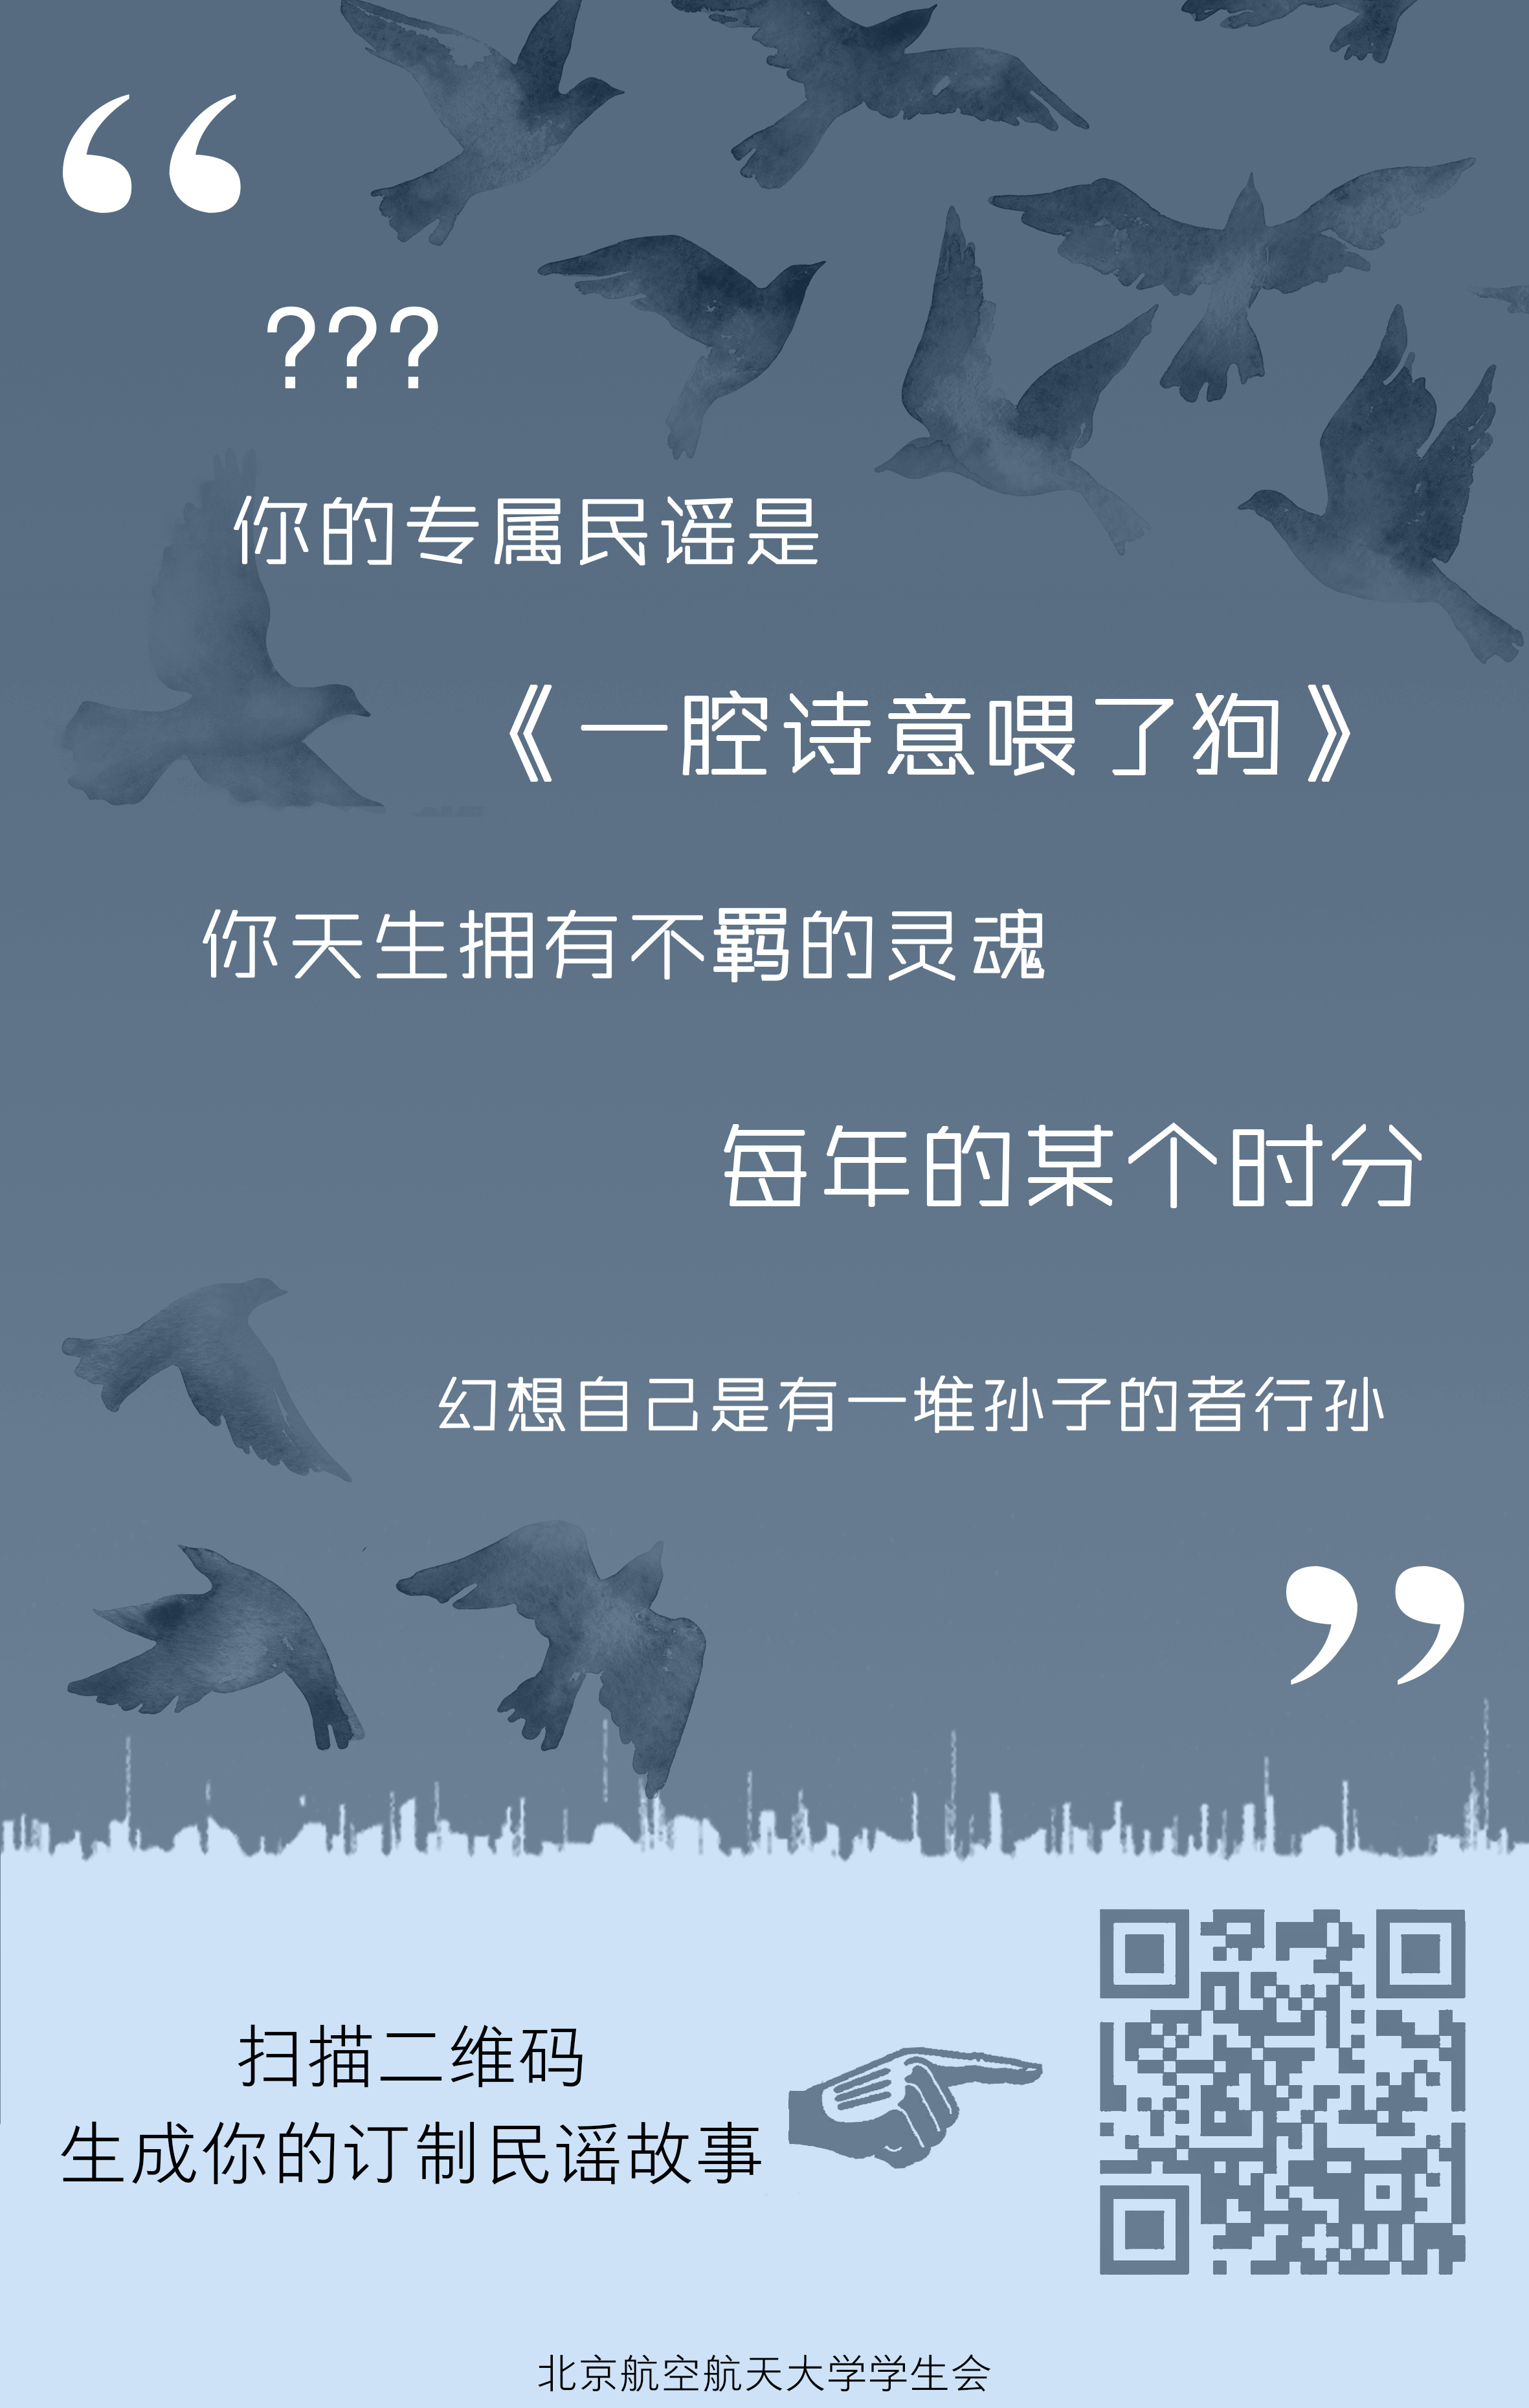 “
???
你的专属民谣是
《一腔诗意喂了狗》
你天生拥有不羁的灵魂
每年的某个时分
幻想自己是有一堆孙子的者行孙
”
扫描二维码
生成你的订制民谣故事
北京航空航天大学学生会